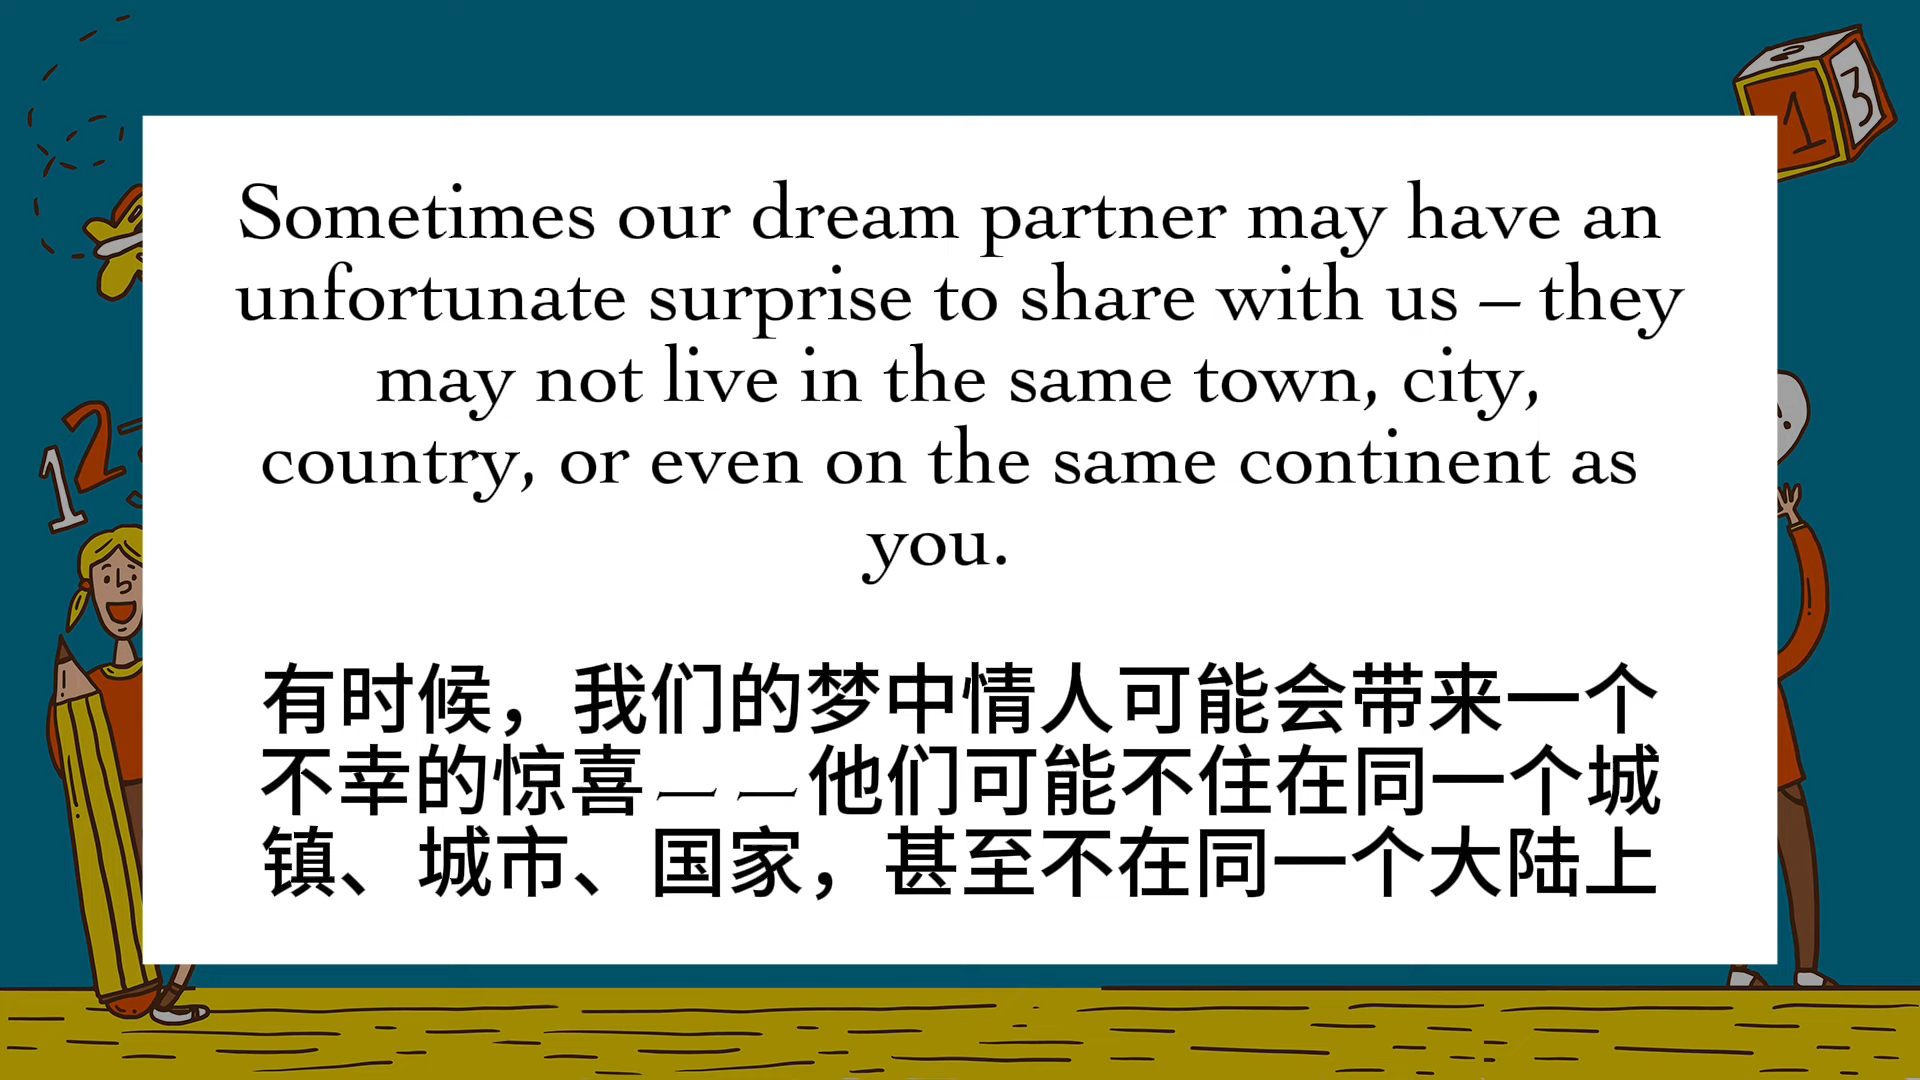 Sometimes our dream partner may have an
unfortunate surprise to share with us – they
may not live in the same town, city,
country, or even on the same continent as
you.
有时候，我们的梦中情人可能会带来一个
不幸的惊喜——他们可能不住在同一个城
镇、城市、国家，甚至不在同一个大陆上
1
3
1
2